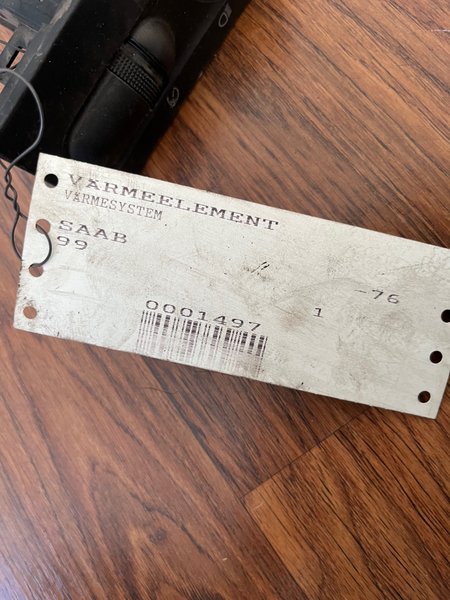 VÄRMEELEMENT
VÄRMESYSTEM
SAAB
99
-76
0001497
1